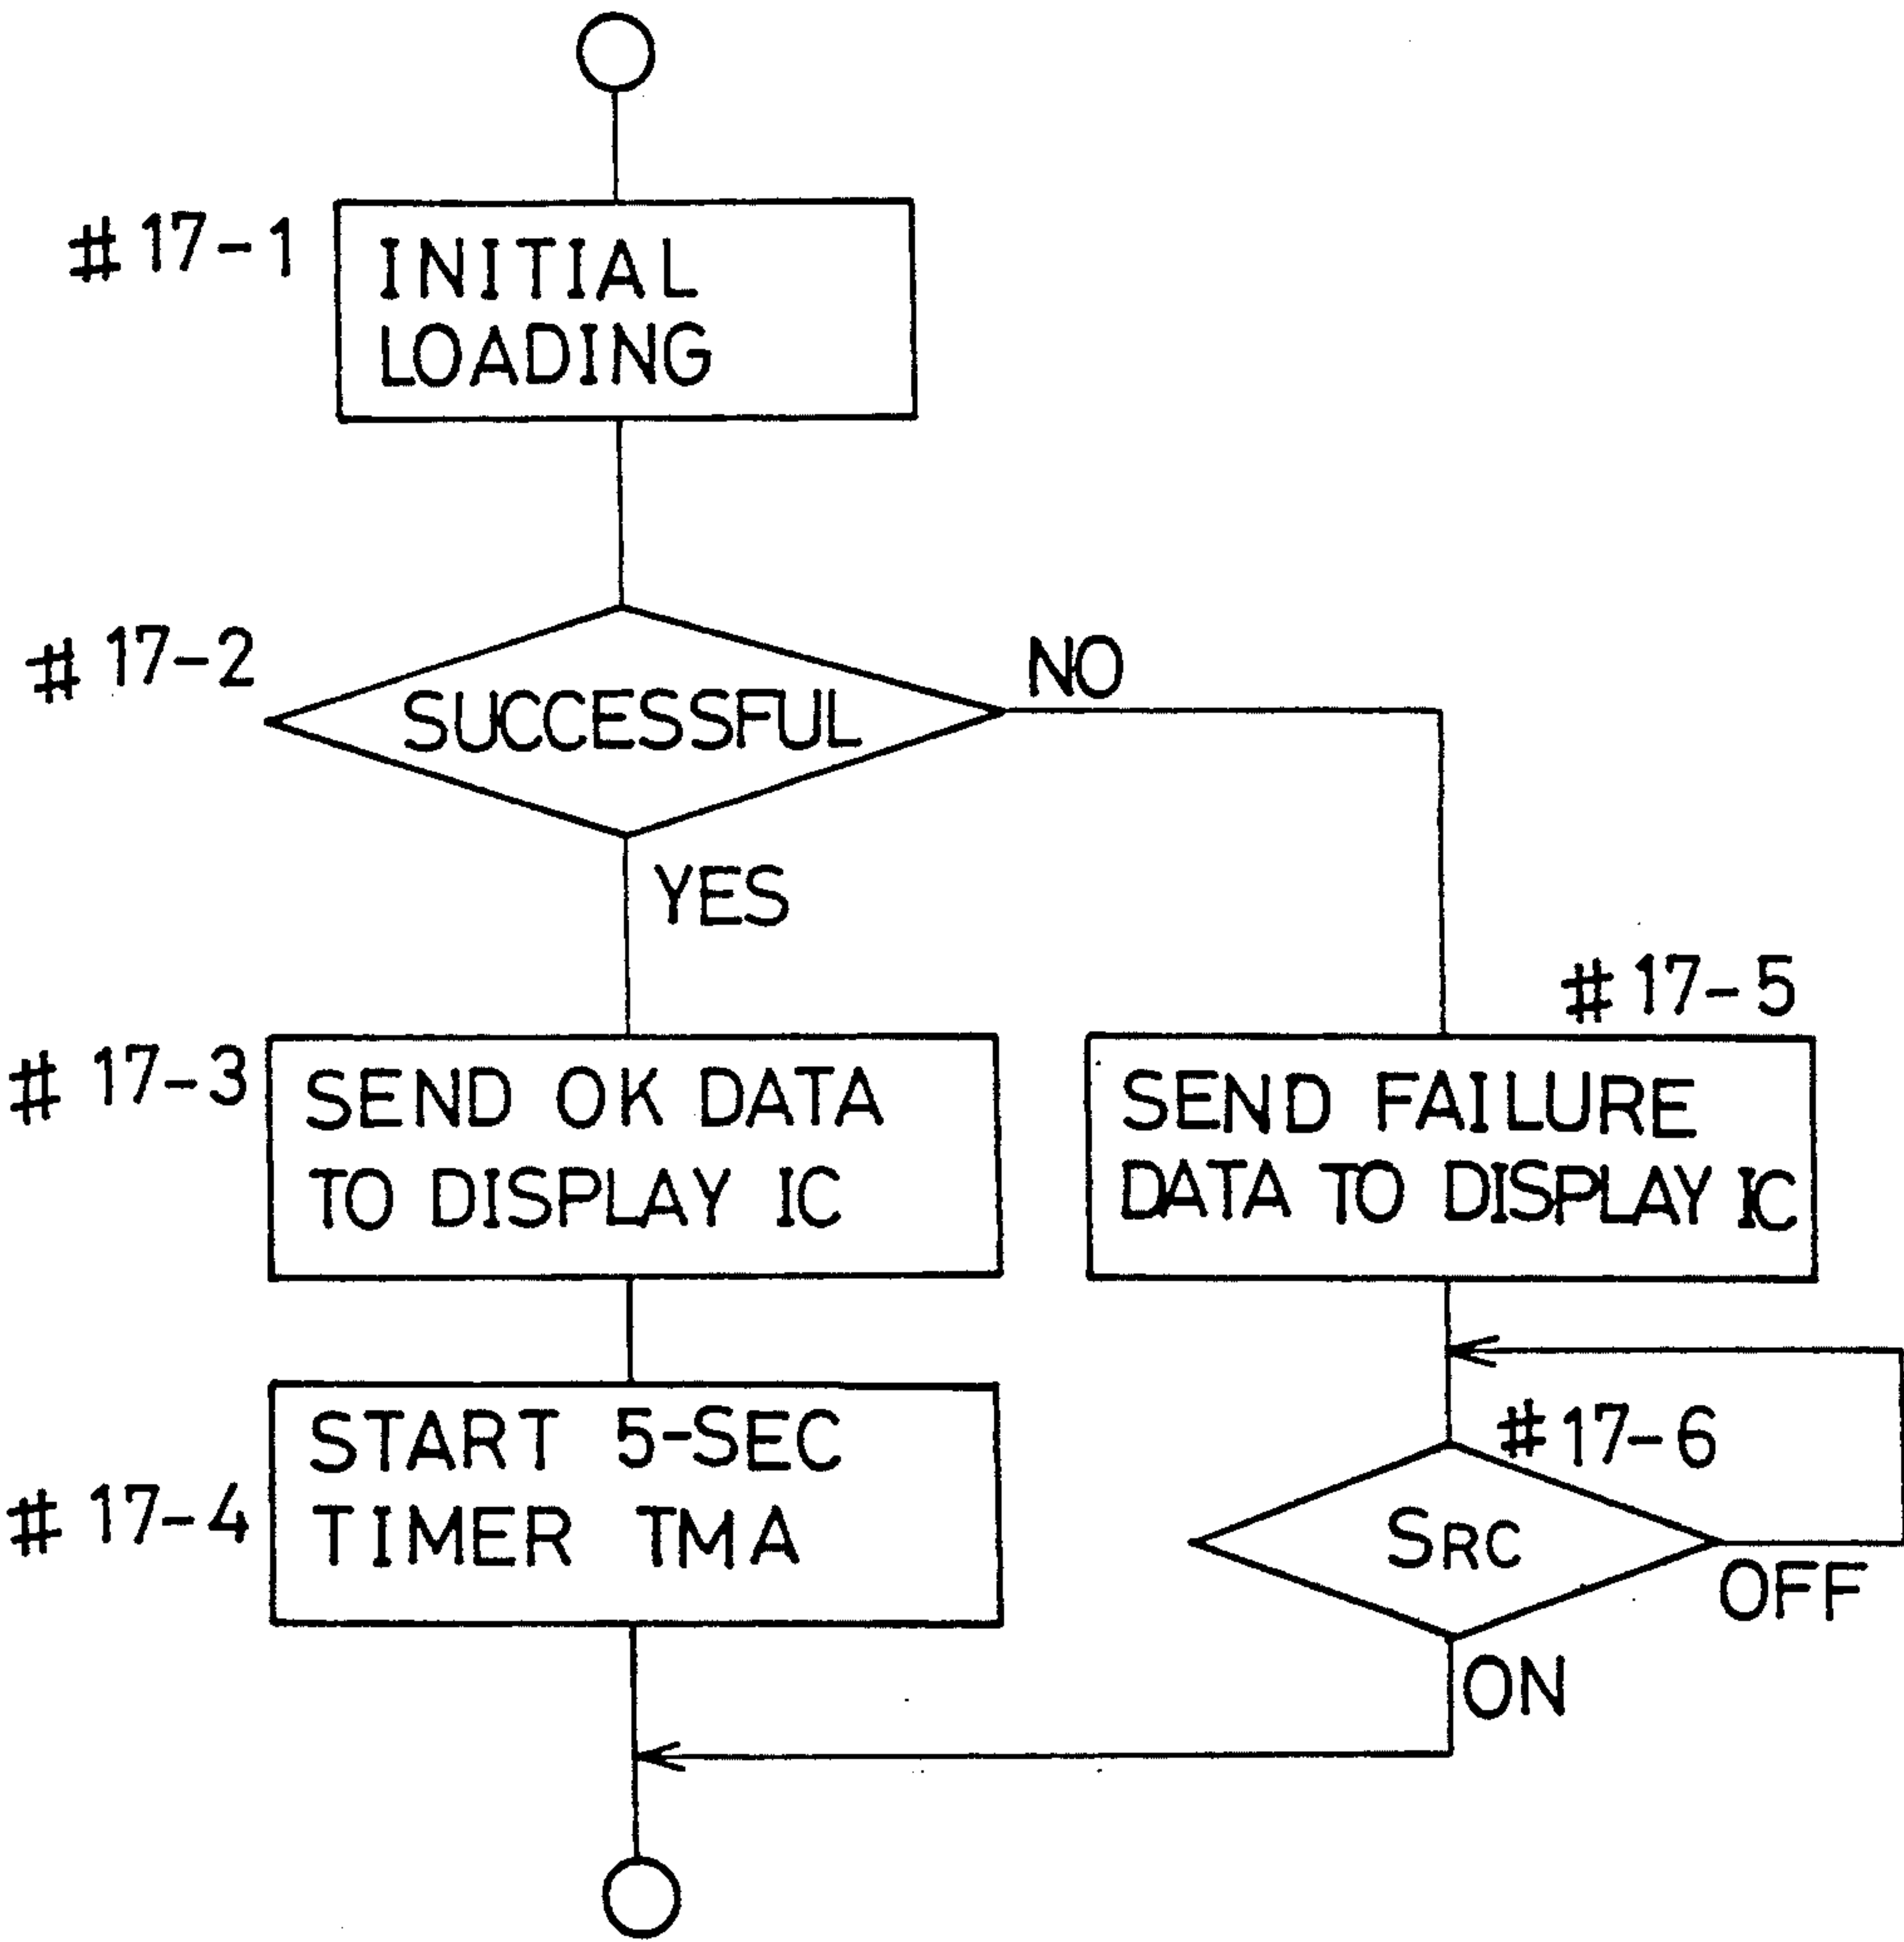 # 17-1
INITIAL
LOADING
# 17-2
SUCCESSFUL
NO
YES
# 17-3
SEND OK DATA
TO DISPLAY IC
# 17-5
SEND FAILURE
DATA TO DISPLAY IC
# 17-4
START 5-SEC
TIMER TMA
# 17-6
SRC
OFF
ON